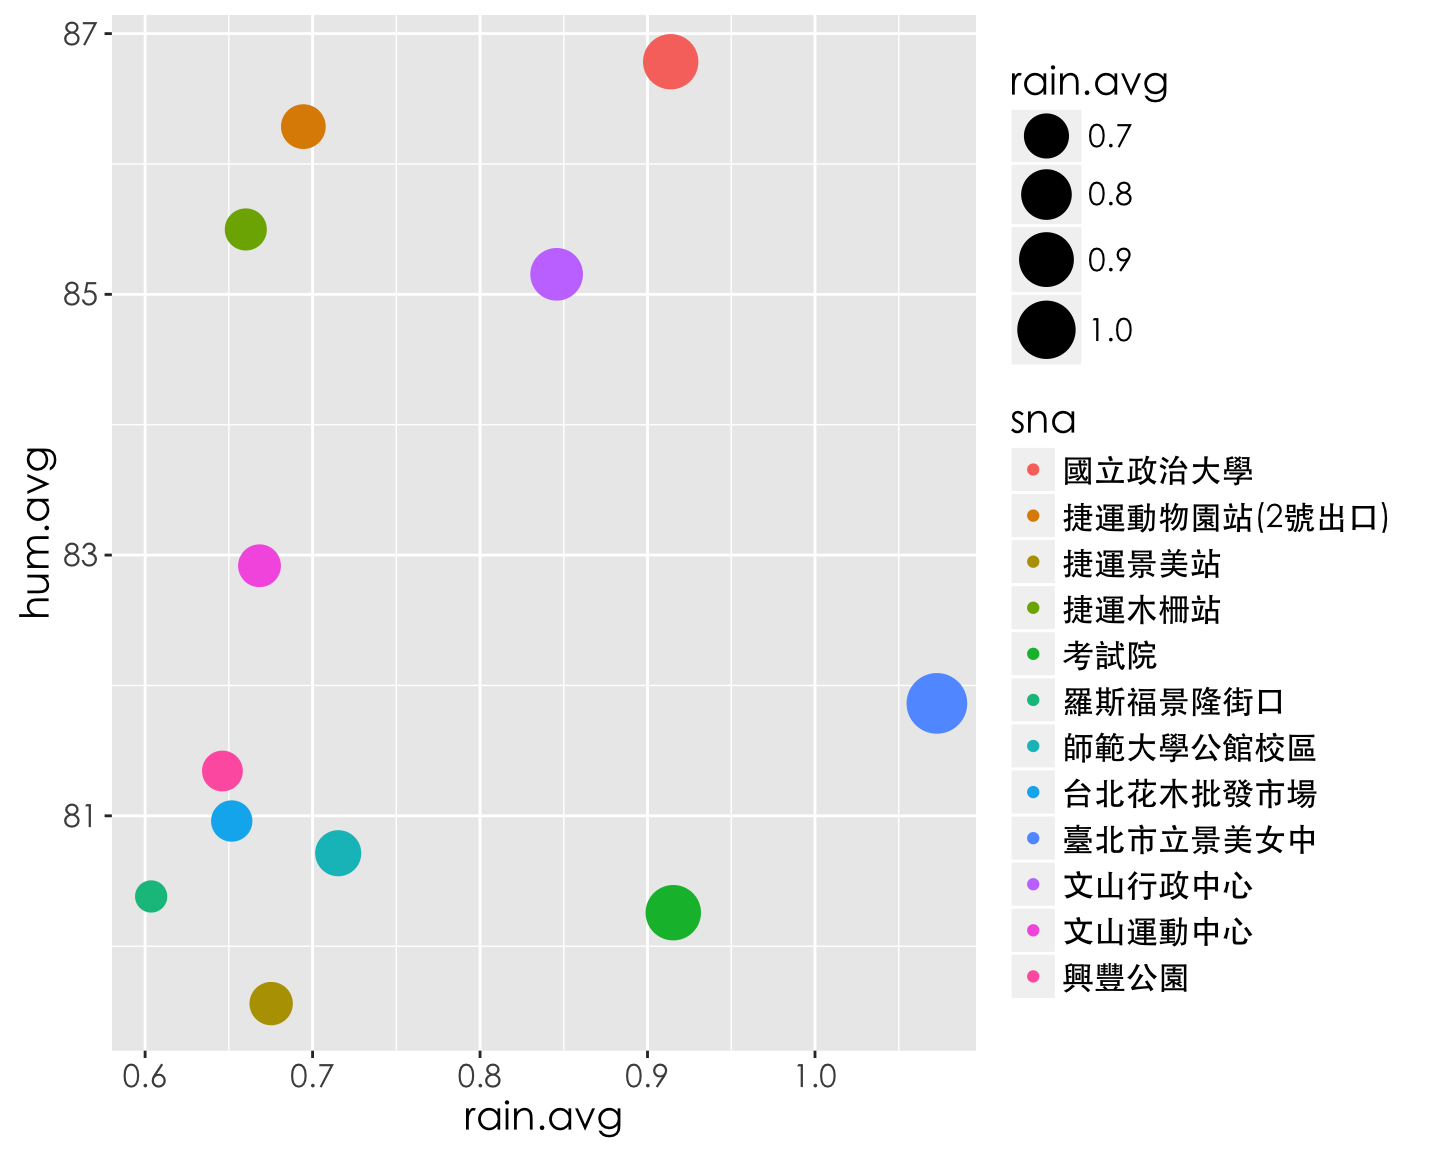 87
85
83
81
hum.avg
0.6 0.7 0.8 0.9 1.0
rain.avg
rain.avg
0.7
0.8
0.9
1.0
sna
國立政治大學
捷運動物園站(2號出口)
捷運景美站
捷運木柵站
考試院
羅斯福景隆街口
師範大學公館校區
台北花木批發市場
臺北市立景美女中
文山行政中心
文山運動中心
興豐公園